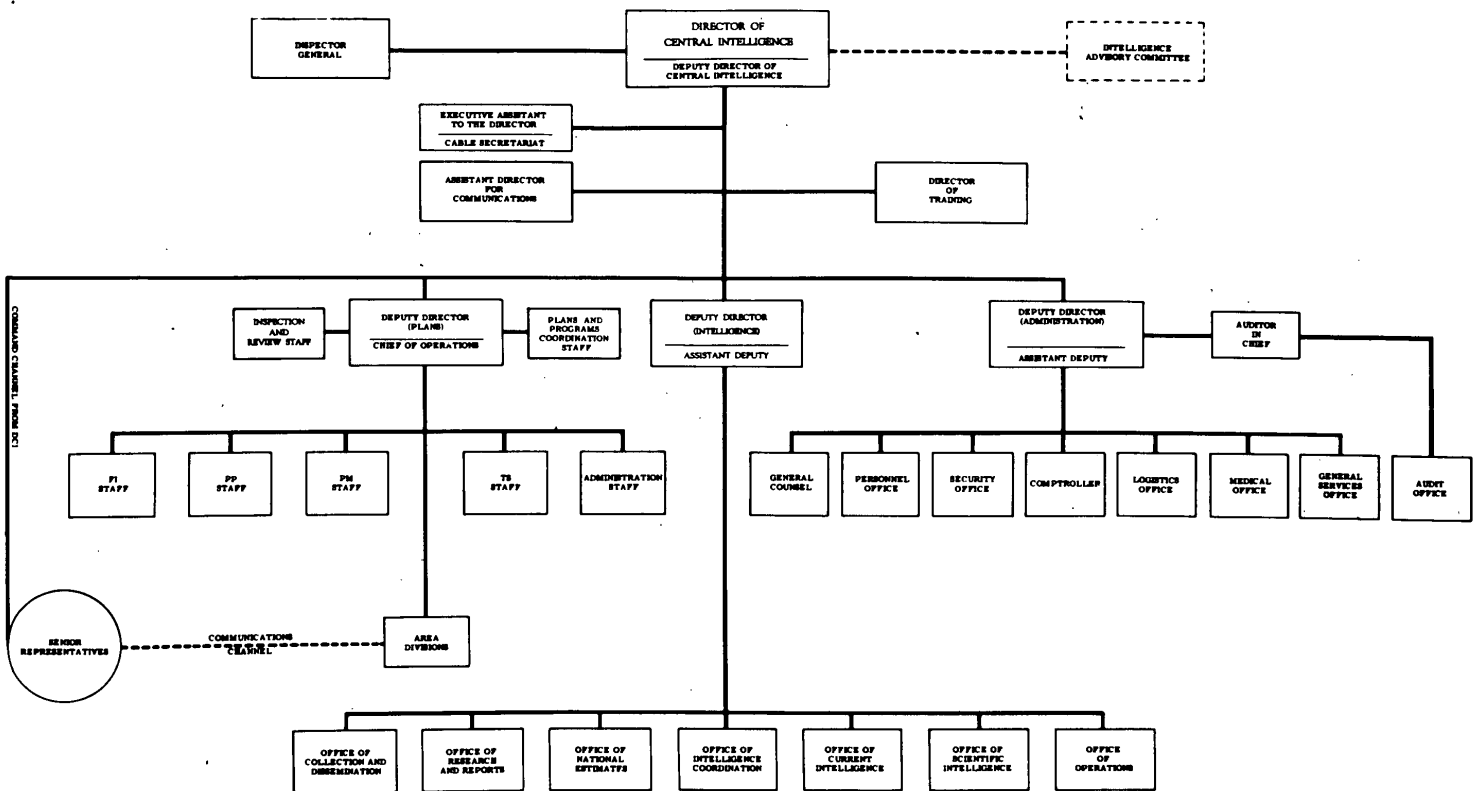 DIRECTOR OF
CENTRAL INTELLIGENCE
DEPUTY DIRECTOR OF
CENTRAL INTELLIGENCE
INSPECTOR
GENERAL
INTELLIGENCE
ADVISORY COMMITTEE
EXECUTIVE ASSISTANT
TO THE DIRECTOR
CABLE SECRETARIAT
ASSISTANT DIRECTOR
FOR
COMMUNICATIONS
DIRECTOR
OF
TRAINING
COMMAND CHANNEL FROM DCI
INSPECTION
AND
REVIEW STAFF
DEPUTY DIRECTOR
(PLANS)
CHIEF OF OPERATIONS
PLANS AND
PROGRAMS
COORDINATION
STAFF
DEPUTY DIRECTOR
(INTELLIGENCE)
ASSISTANT DEPUTY
DEPUTY DIRECTOR
(ADMINISTRATION)
ASSISTANT DEPUTY
AUDITOR
IN
CHIEF
FI
STAFF
PP
STAFF
PM
STAFF
TS
STAFF
ADMINISTRATION
STAFF
GENERAL
COUNSEL
PERSONNEL
OFFICE
SECURITY
OFFICE
COMPTROLLER
LOGISTICS
OFFICE
MEDICAL
OFFICE
GENERAL
SERVICES
OFFICE
AUDIT
OFFICE
SENIOR
REPRESENTATIVES
COMMUNICATIONS
CHANNEL
AREA
DIVISIONS
OFFICE OF
COLLECTION AND
DISSEMINATION
OFFICE OF
RESEARCH
AND REPORTS
OFFICE OF
NATIONAL
ESTIMATES
OFFICE OF
INTELLIGENCE
COORDINATION
OFFICE OF
CURRENT
INTELLIGENCE
OFFICE OF
SCIENTIFIC
INTELLIGENCE
OFFICE
OF
OPERATIONS